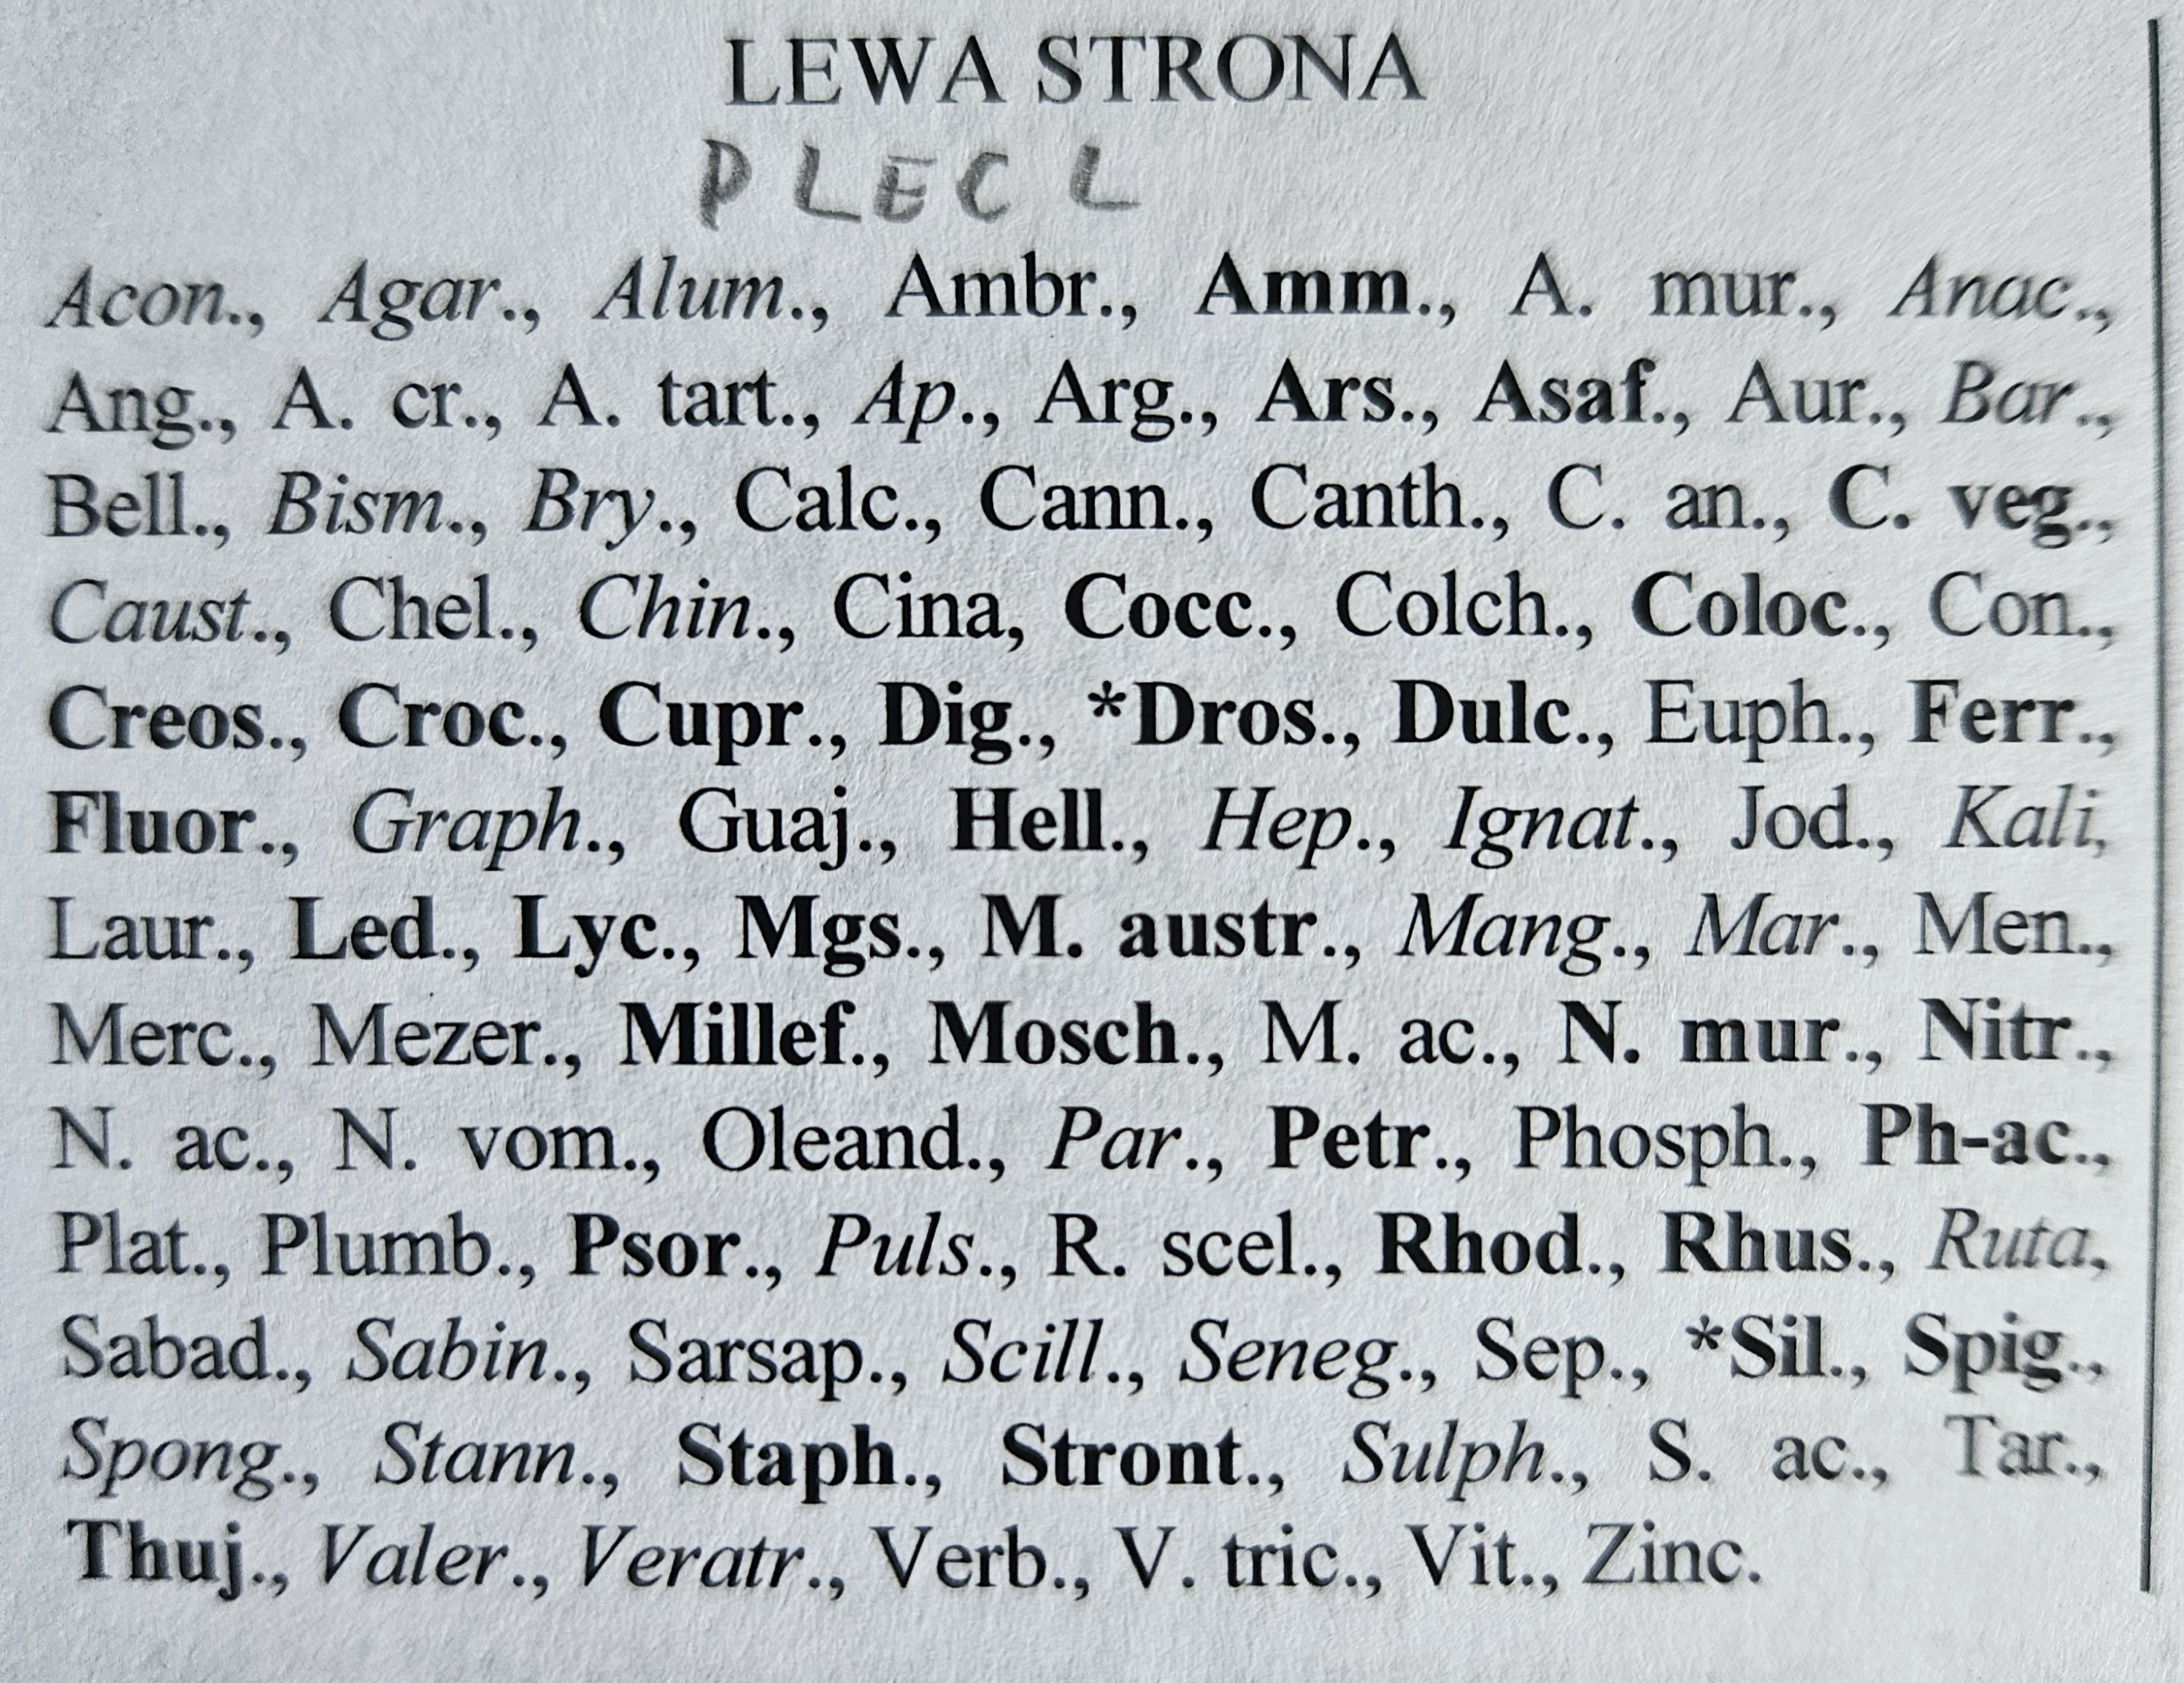 LEWA STRONA
PLEC L
Acon., Agar., Alum., Ambr., Amm., A. mur., Anac.,
Ang., A. cr., A. tart., Ap., Arg., Ars., Asaf., Aur., Bar.,
Bell., Bism., Bry., Calc., Cann., Canth., C. an., C. veg.,
Caust., Chel., Chin., Cina, Cocc., Colch., Coloc., Con.,
Creos., Croc., Cupr., Dig., *Dros., Dulc., Euph., Ferr.,
Fluor., Graph., Guaj., Hell., Hep., Ignat., Jod., Kali,
Laur., Led., Lyc., Mgs., M. austr., Mang., Mar., Men.,
Merc., Mezer., Millef., Mosch., M. ac., N. mur., Nitr.,
N. ac., N. vom., Oleand., Par., Petr., Phosph., Ph-ac.,
Plat., Plumb., Psor., Puls., R. scel., Rhod., Rhus., Ruta,
Sabad., Sabin., Sarsap., Scill., Seneg., Sep., *Sil., Spig.,
Spong., Stann., Staph., Stront., Sulph., S. ac., Tar.,
Thuj., Valer., Veratr., Verb., V. tric., Vit., Zinc.